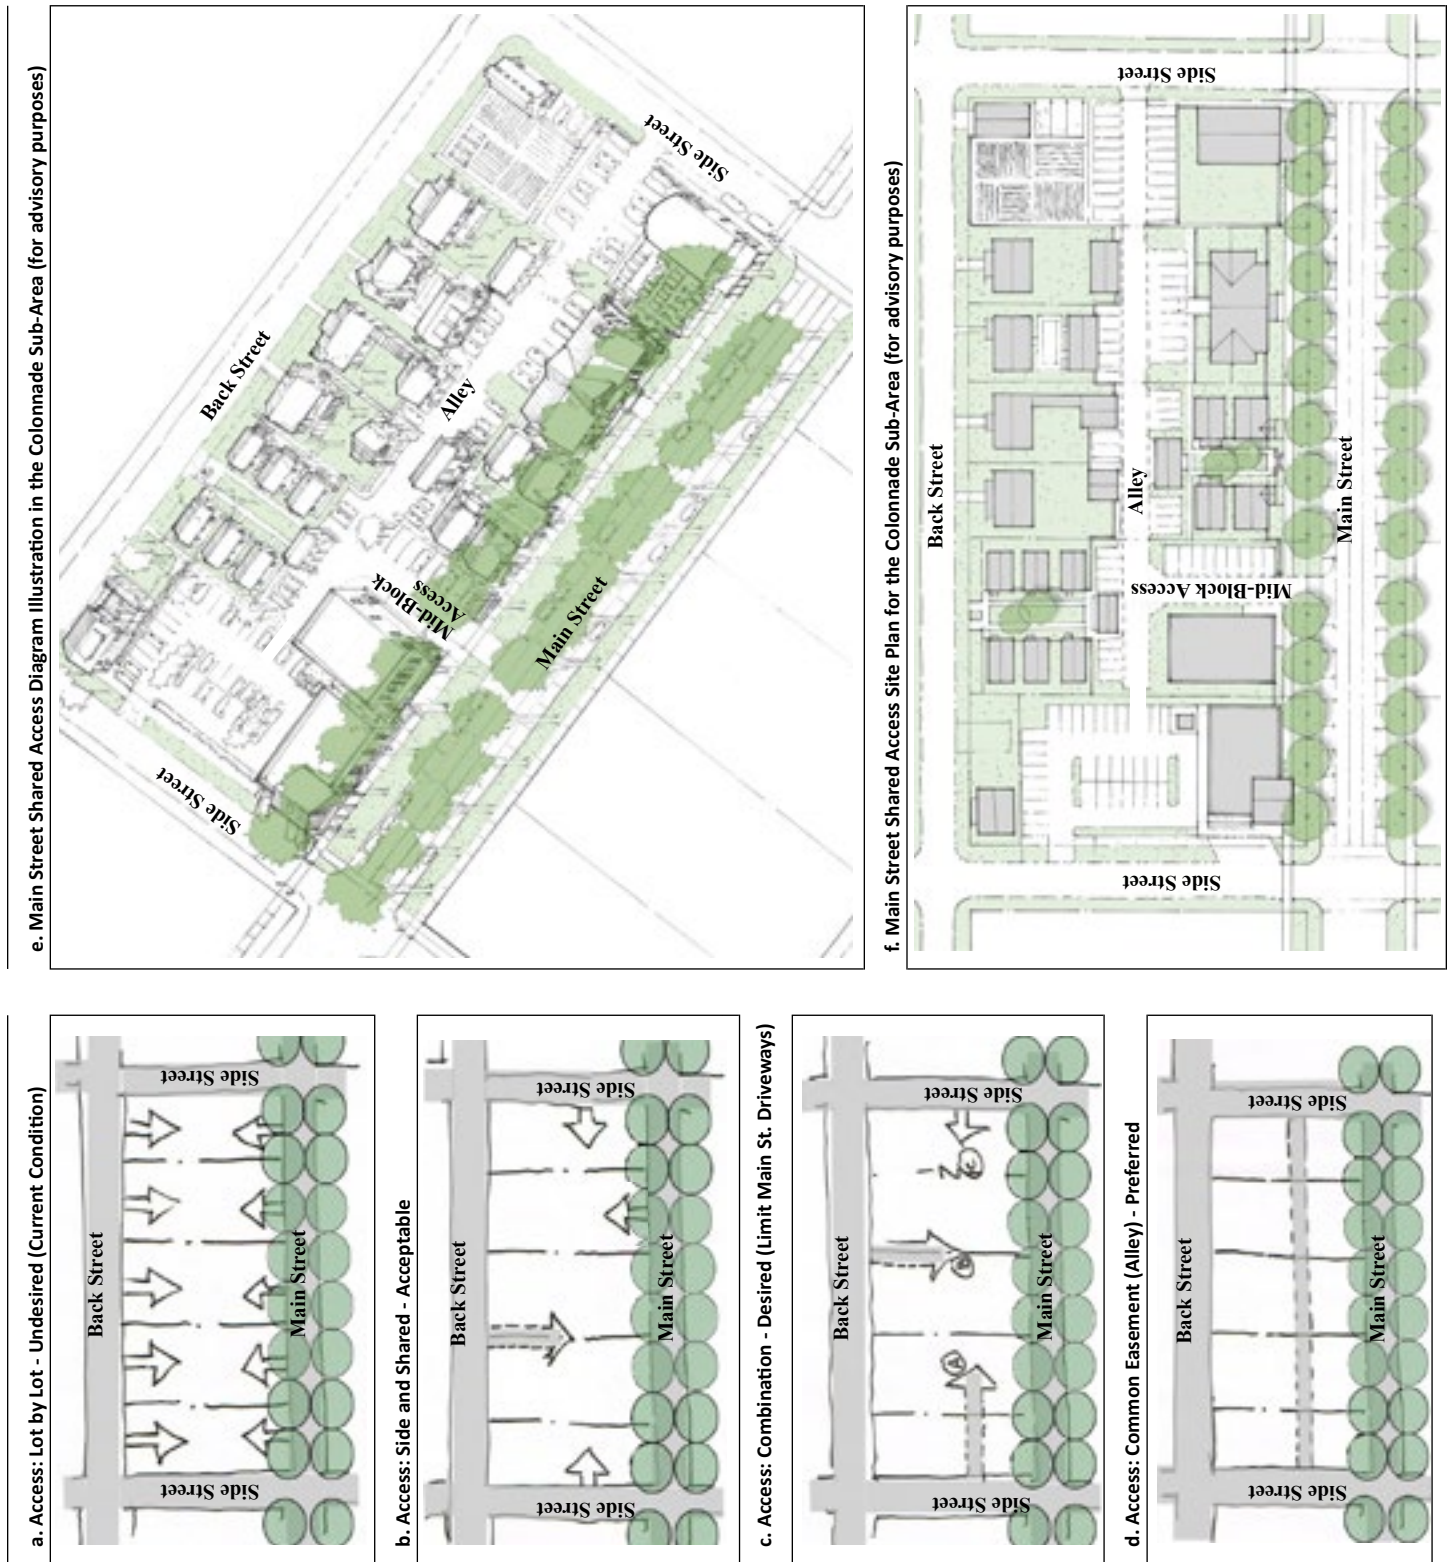 a. Access: Lot by Lot - Undesired (Current Condition)
Back Street
Side Street
Side Street
Main Street
b. Access: Side and Shared - Acceptable
Back Street
Side Street
Side Street
Main Street
c. Access: Combination - Desired (Limit Main St. Driveways)
Back Street
Side Street
Side Street
A
B
C
Main Street
d. Access: Common Easement (Alley) - Preferred
Back Street
Side Street
Side Street
Main Street
e. Main Street Shared Access Diagram Illustration in the Colonnade Sub-Area (for advisory purposes)
Back Street
Side Street
Alley
Mid-Block
Access
Side Street
Main Street
f. Main Street Shared Access Site Plan for the Colonnade Sub-Area (for advisory purposes)
Back Street
Side Street
Alley
Mid-Block Access
Side Street
Main Street